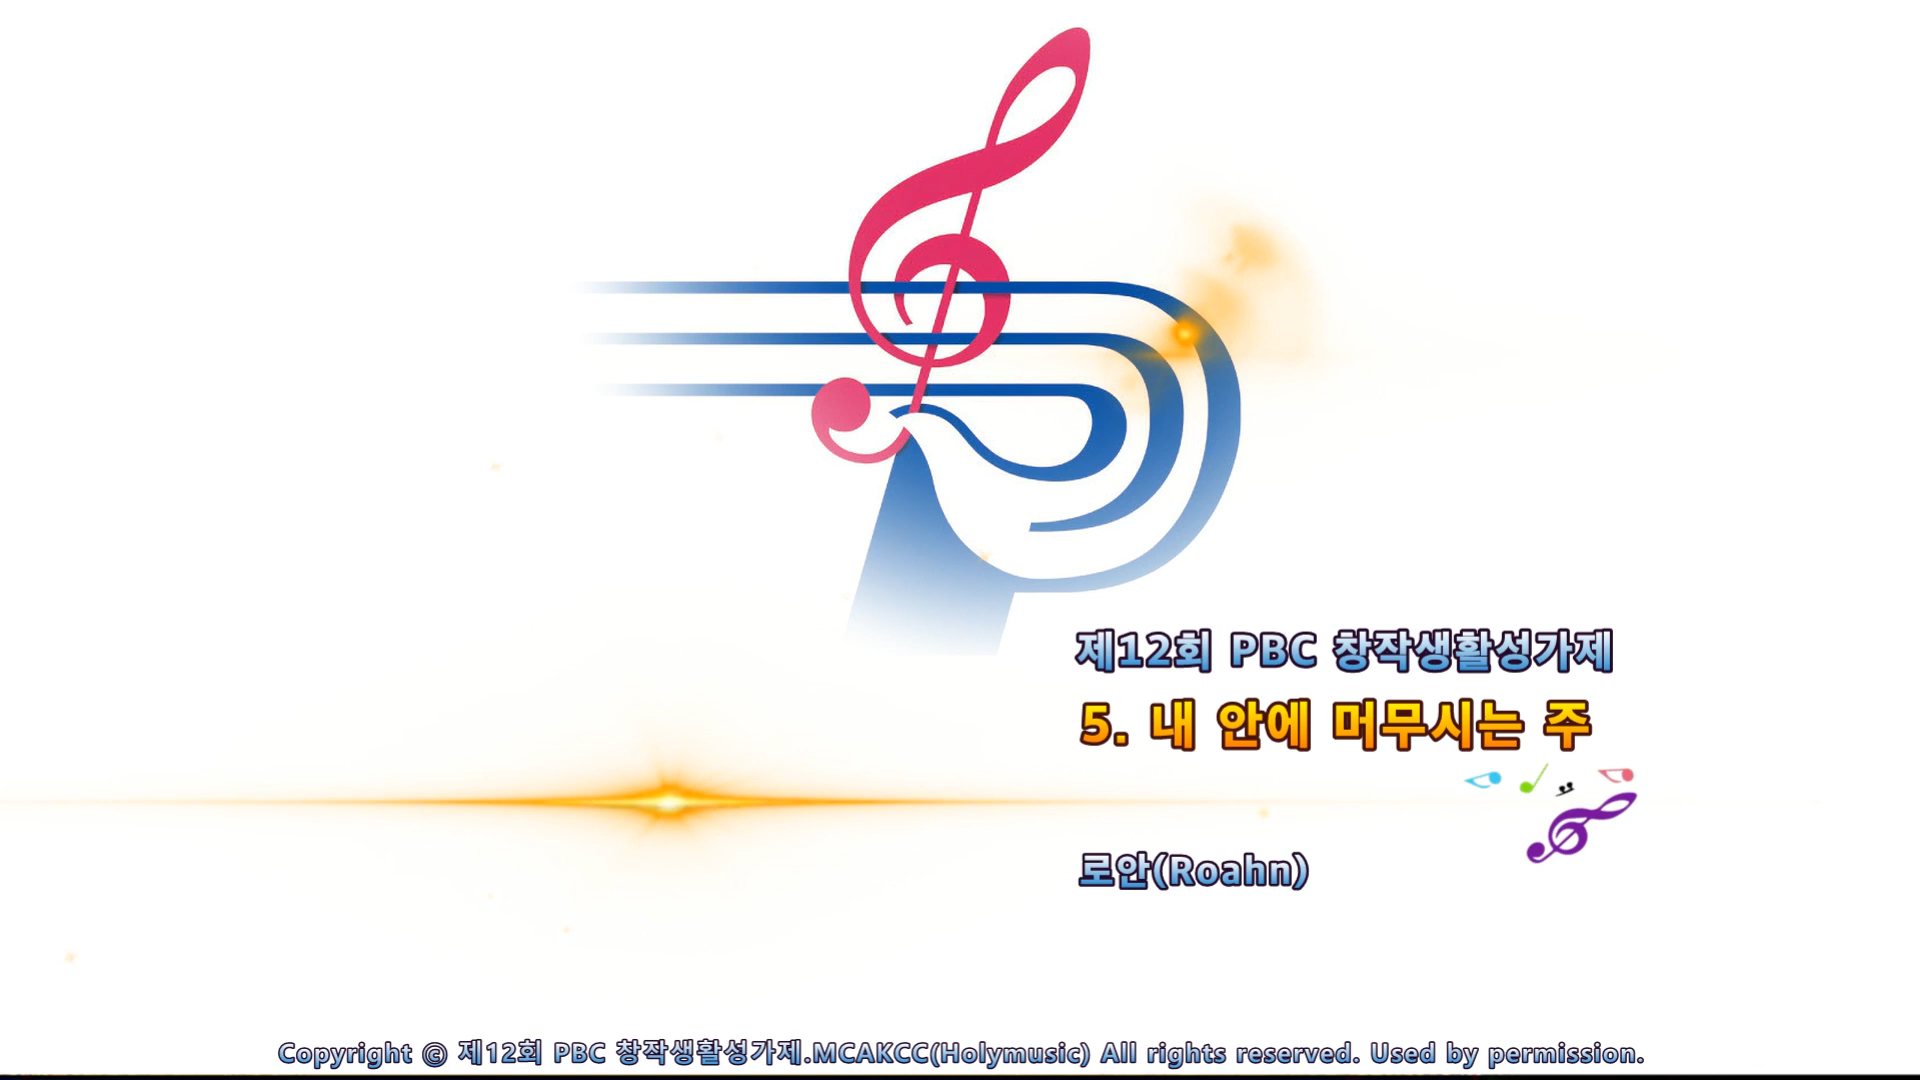 제12회 PBC 창작생활성가제
5. 내 안에 머무시는 주
로안(Roahn)
Copyright © 제12회 PBC 창작생활성가제.MCAKCC(Holymusic) All rights reserved. Used by permission.